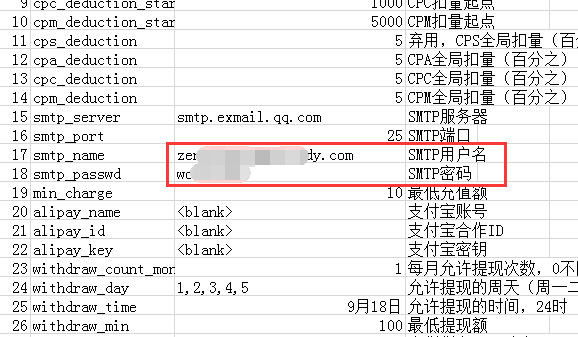 9 cpc_deduction_star 1000 CPC扣量起点
10 cpm_deduction_sta 5000 CPM扣量起点
11 cps_deduction 5 弃用，CPS全局扣量（百
12 cpa_deduction 5 CPA全局扣量（百分之）
13 cpc_deduction 5 CPC全局扣量（百分之）
14 cpm_deduction 5 CPM全局扣量（百分之）
15 smtp_server smtp.exmail.qq.com SMTP服务器
16 smtp_port 25 SMTP端口
17 smtp_name zer dy.com SMTP用户名
18 smtp_passwd wo SMTP密码
19 min_charge 10 最低充值额
20 alipay_name <blank> 支付宝账号
21 alipay_id <blank> 支付宝合作ID
22 alipay_key <blank> 支付宝密钥
23 withdraw_count_mon 1 每月允许提现次数，0不
24 withdraw_day 1,2,3,4,5 允许提现的周天（周一
25 withdraw_time 9月18日 允许提现的时间，24时
26 withdraw_min 100 最低提现额